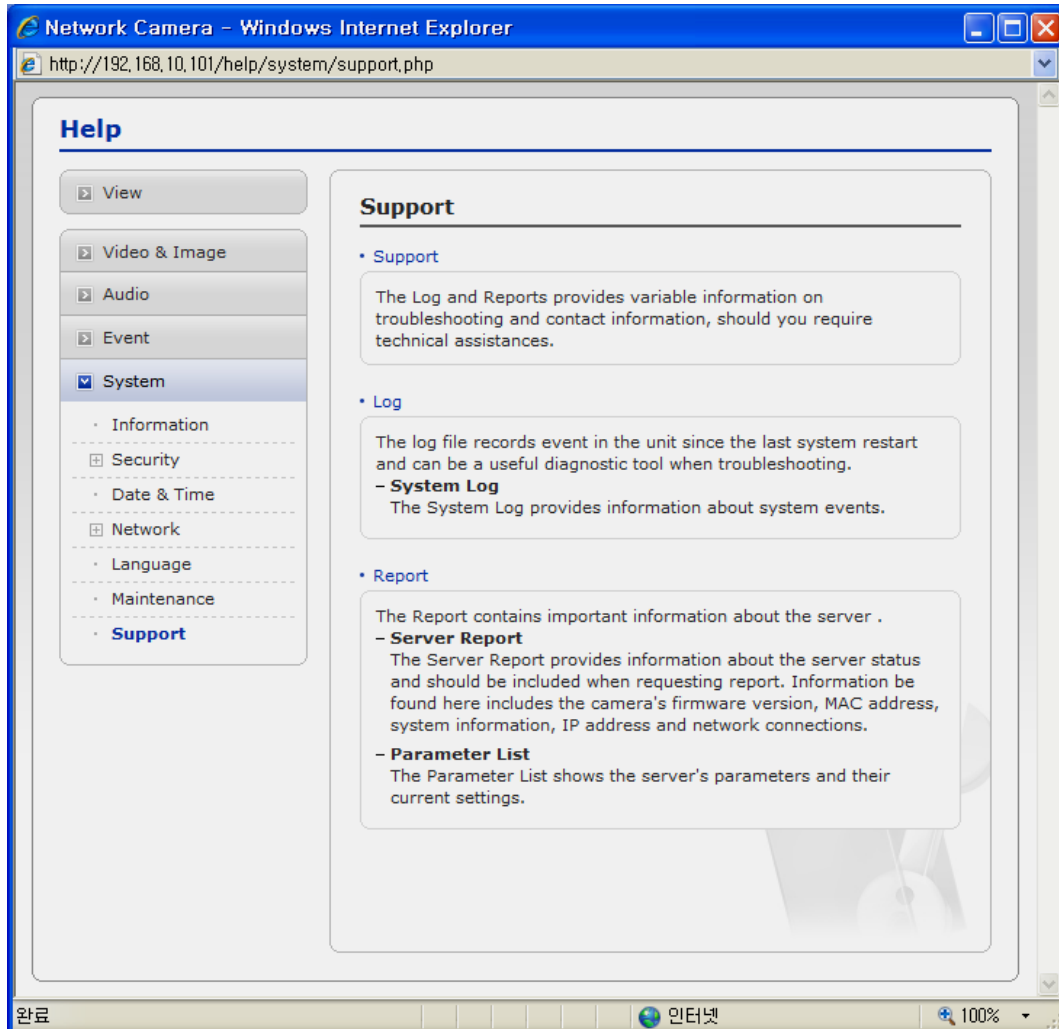 Network Camera - Windows Internet Explorer
http://192,168,10,101/help/system/support,php
Help
View
Video & Image
Audio
Event
System
· Information
Security
· Date & Time
Network
· Language
· Maintenance
· Support
Support
• Support
The Log and Reports provides variable information on
troubleshooting and contact information, should you require
technical assistances.
• Log
The log file records event in the unit since the last system restart
and can be a useful diagnostic tool when troubleshooting.
– System Log
The System Log provides information about system events.
• Report
The Report contains important information about the server .
– Server Report
The Server Report provides information about the server status
and should be included when requesting report. Information be
found here includes the camera's firmware version, MAC address,
system information, IP address and network connections.
– Parameter List
The Parameter List shows the server's parameters and their
current settings.
완료
인터넷
100%